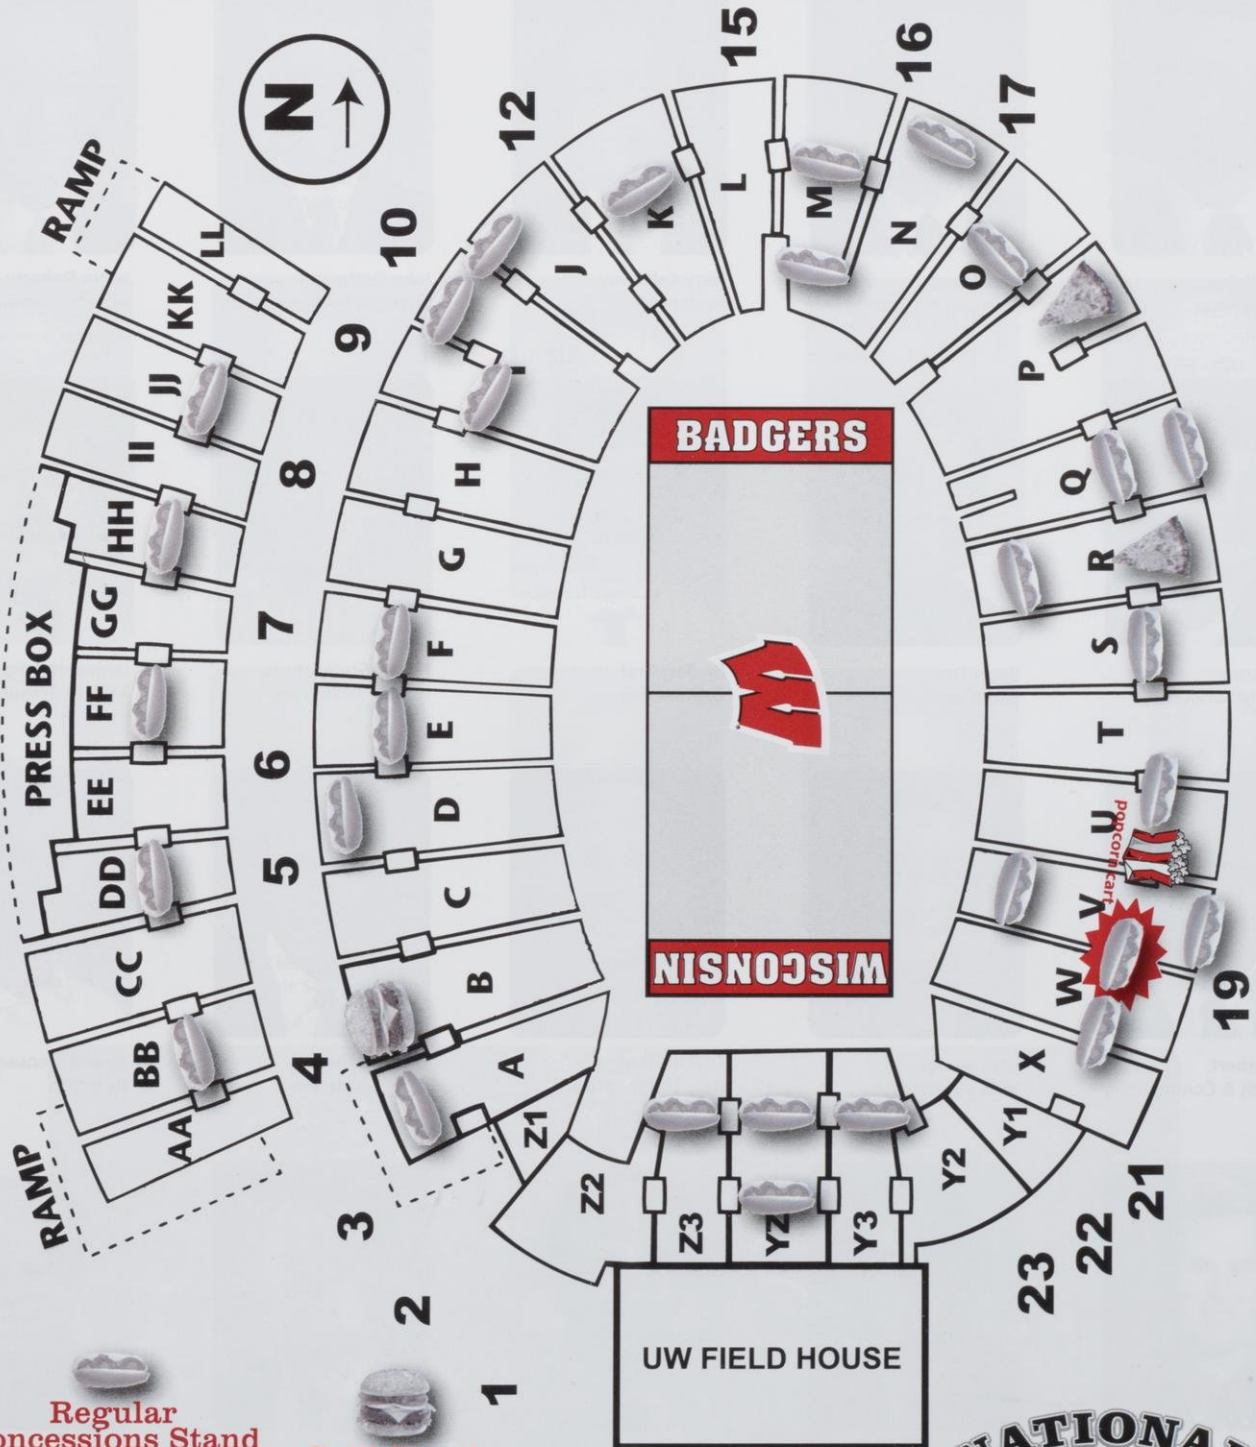 15
16
17
12
10
9
8
7
6
5
4
3
2
1
19
21
22
23
N
RAMP
LL
KK
JJ
II
HH
GG
FF
EE
DD
CC
BB
AA
RAMP
PRESS BOX
K
L
M
N
O
P
Q
R
S
T
U
V
W
X
J
H
G
F
E
D
C
B
A
Z1
Z2
Z3
YZ
Y3
Y2
Y1
BADGERS
W
WISCONSIN
popcorn cart
UW FIELD HOUSE
Regular
oncessions Stand
NATIONA